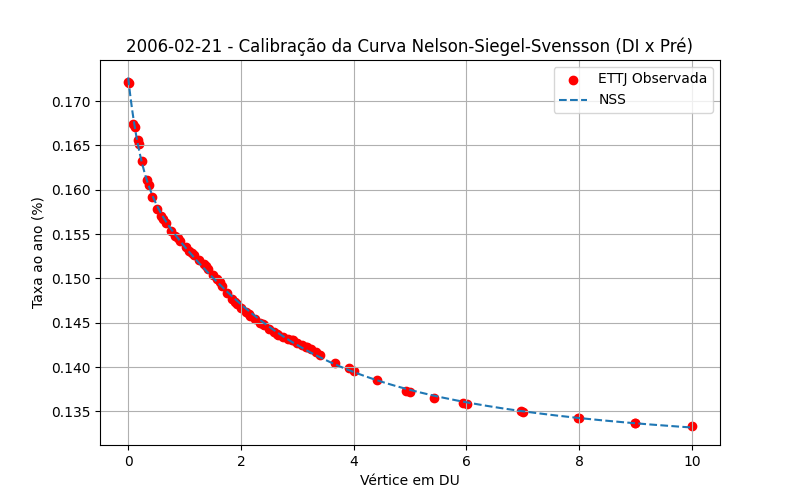 2006-02-21 - Calibração da Curva Nelson-Siegel-Svensson (DI x Pré)
ETTJ Observada
NSS
Taxa ao ano (%)
0.170
0.165
0.160
0.155
0.150
0.145
0.140
0.135
0 2 4 6 8 10
Vértice em DU